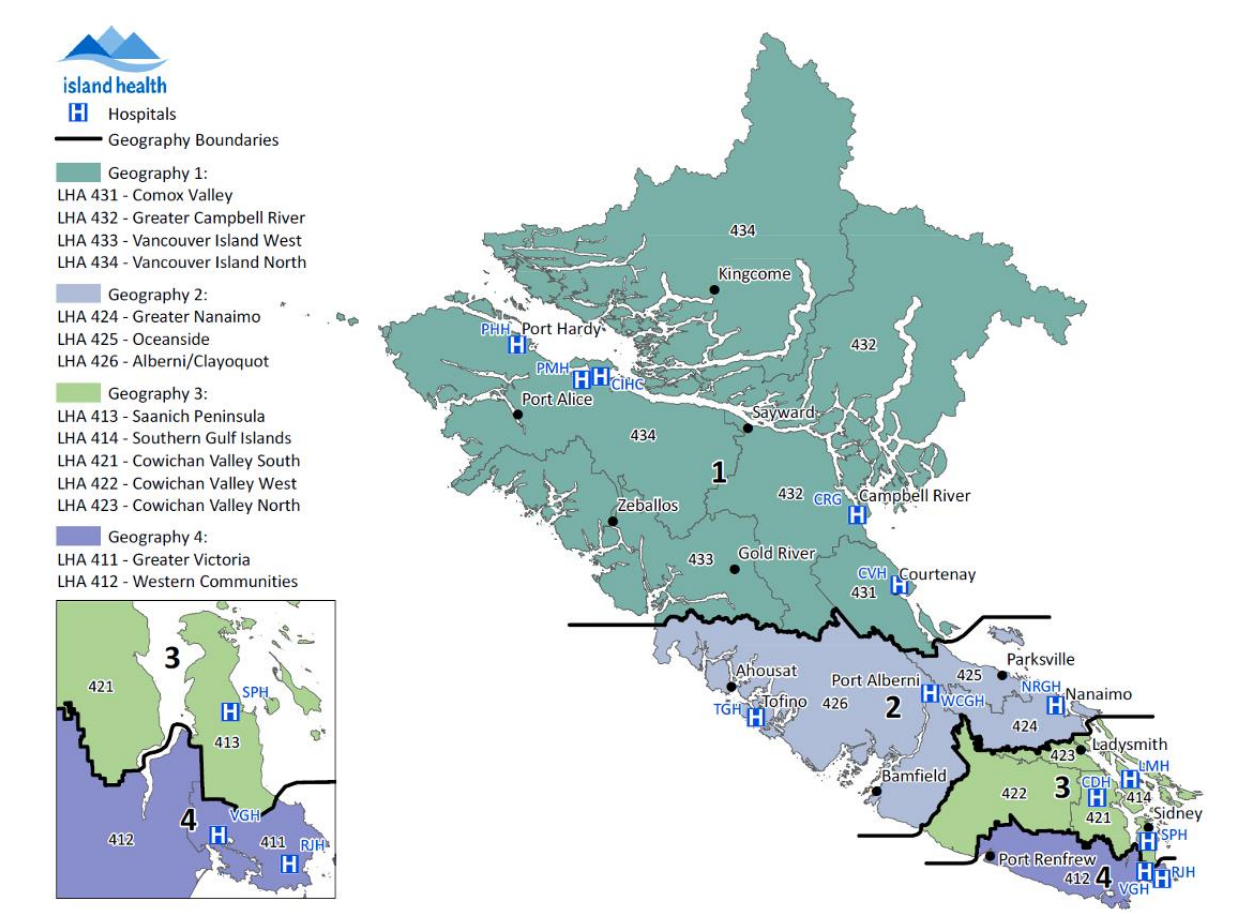 island health
H Hospitals
Geography Boundaries
Geography 1:
LHA 431 - Comox Valley
LHA 432 - Greater Campbell River
LHA 433 - Vancouver Island West
LHA 434 - Vancouver Island North
Geography 2:
LHA 424 - Greater Nanaimo
LHA 425 - Oceanside
LHA 426 - Alberni/Clayoquot
Geography 3:
LHA 413 - Saanich Peninsula
LHA 414 - Southern Gulf Islands
LHA 421 - Cowichan Valley South
LHA 422 - Cowichan Valley West
LHA 423 - Cowichan Valley North
Geography 4:
LHA 411 - Greater Victoria
LHA 412 - Western Communities
3
421
SPH
H
413
4
VGH
H
412
411
RJH
H
434
Kingcome
432
PHH
Port Hardy
H
PMH
H
H
CIHC
Port Alice
Sayward
434
1
432
CRG
Campbell River
H
Zeballos
433
Gold River
CVH
Courtenay
H
431
Parksville
Ahousat
Port Alberni
425
NRGH
Nanaimo
H
WCGH
H
TGH
Tofino
H
426
2
424
Ladysmith
423
Bamfield
LMH
H
3
CDH
H
422
414
421
Sidney
SPH
H
Port Renfrew
412
4
VGH
H
H
RJH